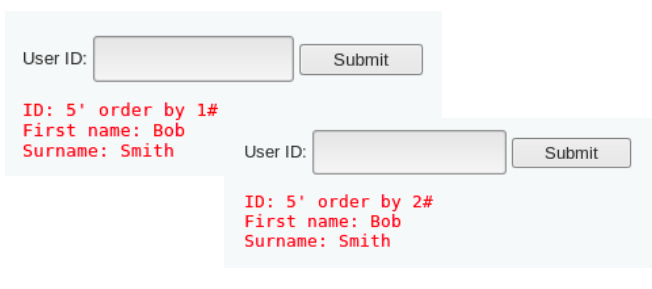 User ID: Submit
ID: 5' order by 1#
First name: Bob
Surname: Smith
User ID: Submit
ID: 5' order by 2#
First name: Bob
Surname: Smith